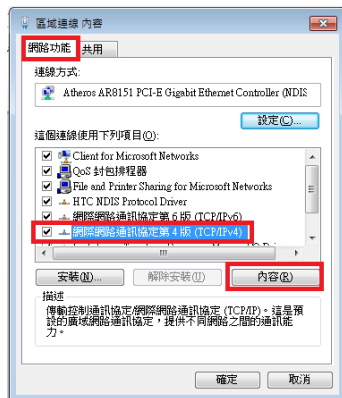 區域連線 內容
網路功能 共用
連線方式:
Atheros AR8151 PCI-E Gigabit Ethernet Controller (NDIS
設定(C)...
這個連線使用下列項目(O):
Client for Microsoft Networks
QoS 封包排程器
File and Printer Sharing for Microsoft Networks
HTC NDIS Protocol Driver
網際網路通訊協定第 6 版 (TCP/IPv6)
網際網路通訊協定第 4 版 (TCP/IPv4)
安裝(N)... 解除安裝(U) 內容(R)
描述
傳輸控制通訊協定/網際網路通訊協定 (TCP/IP)。這是預
設的廣域網路通訊協定，提供不同網路之間的通訊能
力。
確定 取消